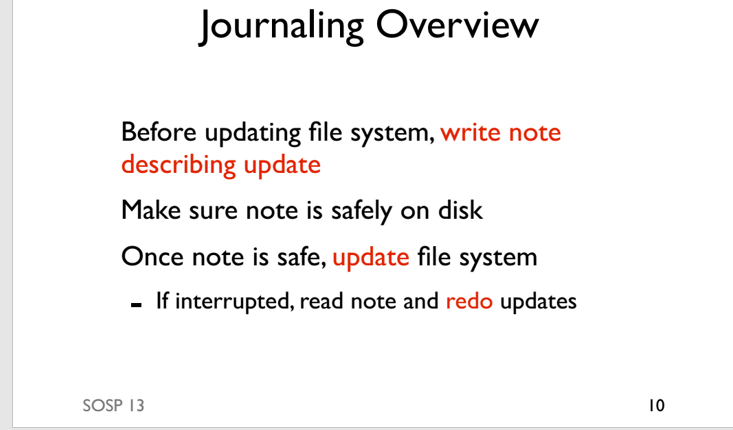 Journaling Overview
Before updating file system, write note
describing update
Make sure note is safely on disk
Once note is safe, update file system
- If interrupted, read note and redo updates
SOSP 13
10